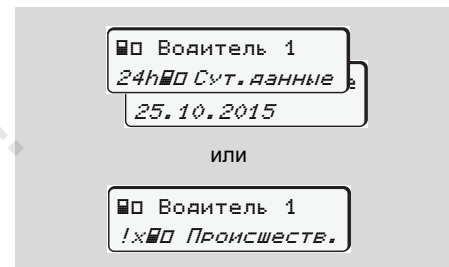 Водитель 1
24h Сут.данные
е
25.10.2015
или
Водитель 1
!x Происшеств.